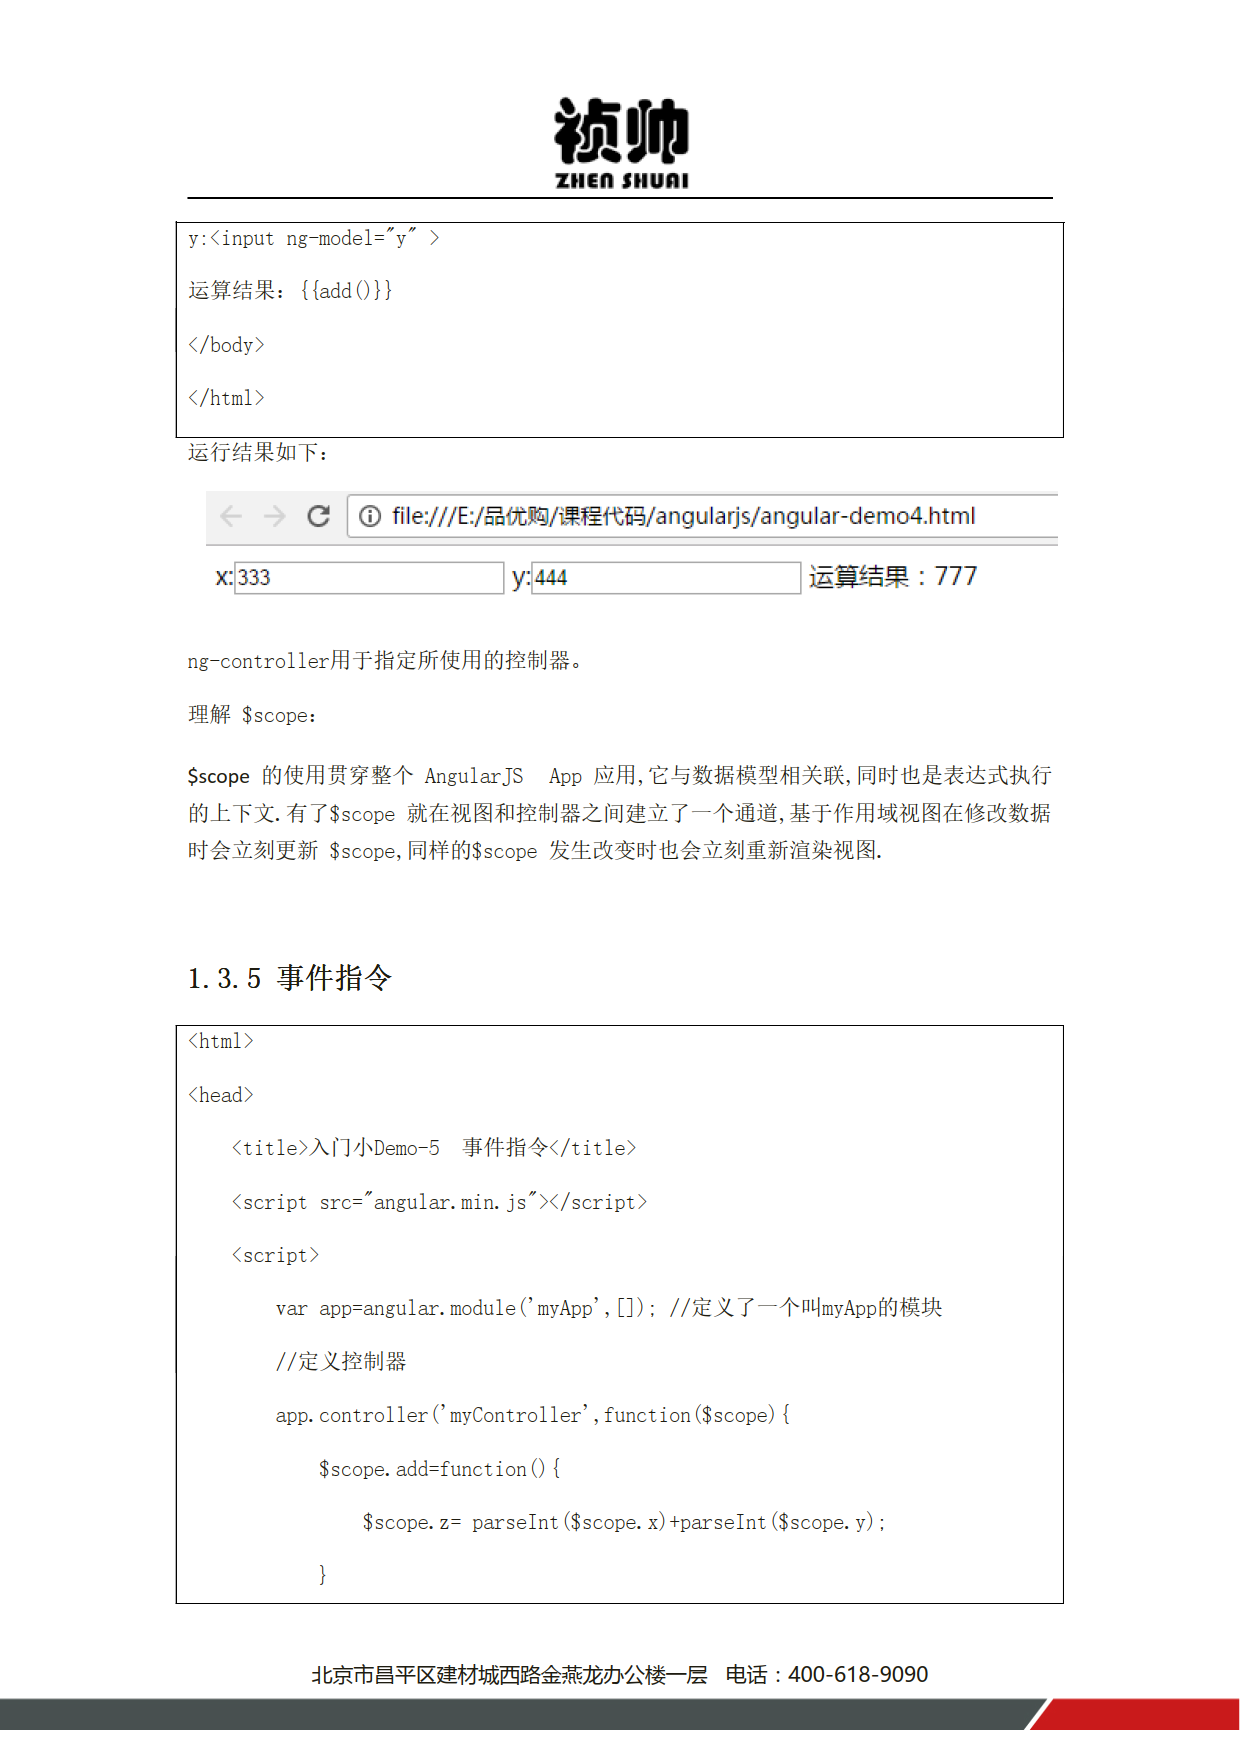 祯帅
ZHEN SHUAI
y:<input ng-model="y" >
运算结果：{{add()}}
</body>
</html>
运行结果如下：
file:///E:/品优购/课程代码/angularjs/angular-demo4.html
x:333 y:444 运算结果：777
ng-controller用于指定所使用的控制器。
理解 $scope：
$scope 的使用贯穿整个 AngularJS App 应用,它与数据模型相关联,同时也是表达式执行
的上下文.有了$scope 就在视图和控制器之间建立了一个通道,基于作用域视图在修改数据
时会立刻更新 $scope,同样的$scope 发生改变时也会立刻重新渲染视图.
1.3.5 事件指令
<html>
<head>
<title>入门小Demo-5 事件指令</title>
<script src="angular.min.js"></script>
<script>
var app=angular.module('myApp',[]); //定义了一个叫myApp的模块
//定义控制器
app.controller('myController',function($scope){
$scope.add=function(){
$scope.z= parseInt($scope.x)+parseInt($scope.y);
}
北京市昌平区建材城西路金燕龙办公楼一层 电话：400-618-9090